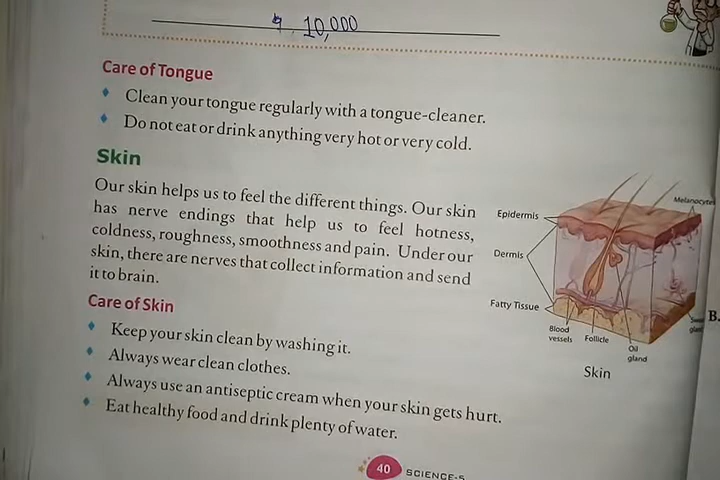 9. 10,000
Care of Tongue
Clean your tongue regularly with a tongue-cleaner.
Do not eat or drink anything very hot or very cold.
Skin
Our skin helps us to feel the different things. Our skin
has nerve endings that help us to feel hotness,
coldness, roughness, smoothness and pain. Under our
skin, there are nerves that collect information and send
it to brain.
Epidermis
Melanocytes
Dermis
Fatty Tissue
Blood
vessels
Follicle
Oil
gland
Skin
B.
Care of Skin
Keep your skin clean by washing it.
Always wear clean clothes.
Always use an antiseptic cream when your skin gets hurt.
Eat healthy food and drink plenty of water.
40 SCIENCE-5